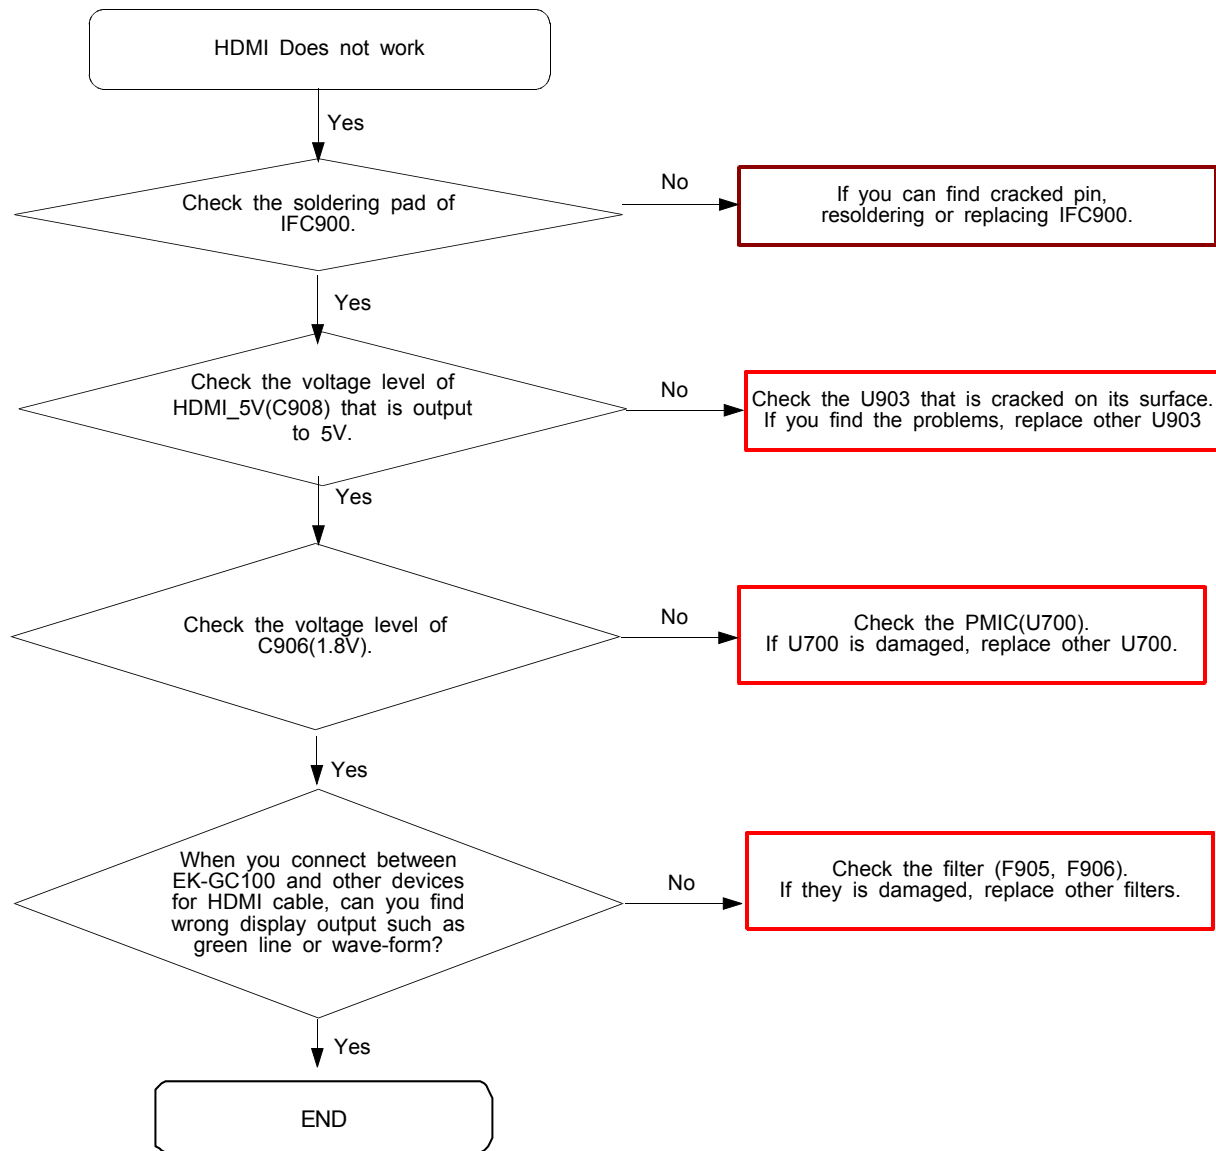 HDMI Does not work
Yes
Check the soldering pad of
IFC900.
No
If you can find cracked pin,
resoldering or replacing IFC900.
Yes
Check the voltage level of
HDMI_5V(C908) that is output
to 5V.
No
Check the U903 that is cracked on its surface.
If you find the problems, replace other U903
Yes
Check the voltage level of
C906(1.8V).
No
Check the PMIC(U700).
If U700 is damaged, replace other U700.
Yes
When you connect between
EK-GC100 and other devices
for HDMI cable, can you find
wrong display output such as
green line or wave-form?
No
Check the filter (F905, F906).
If they is damaged, replace other filters.
Yes
END